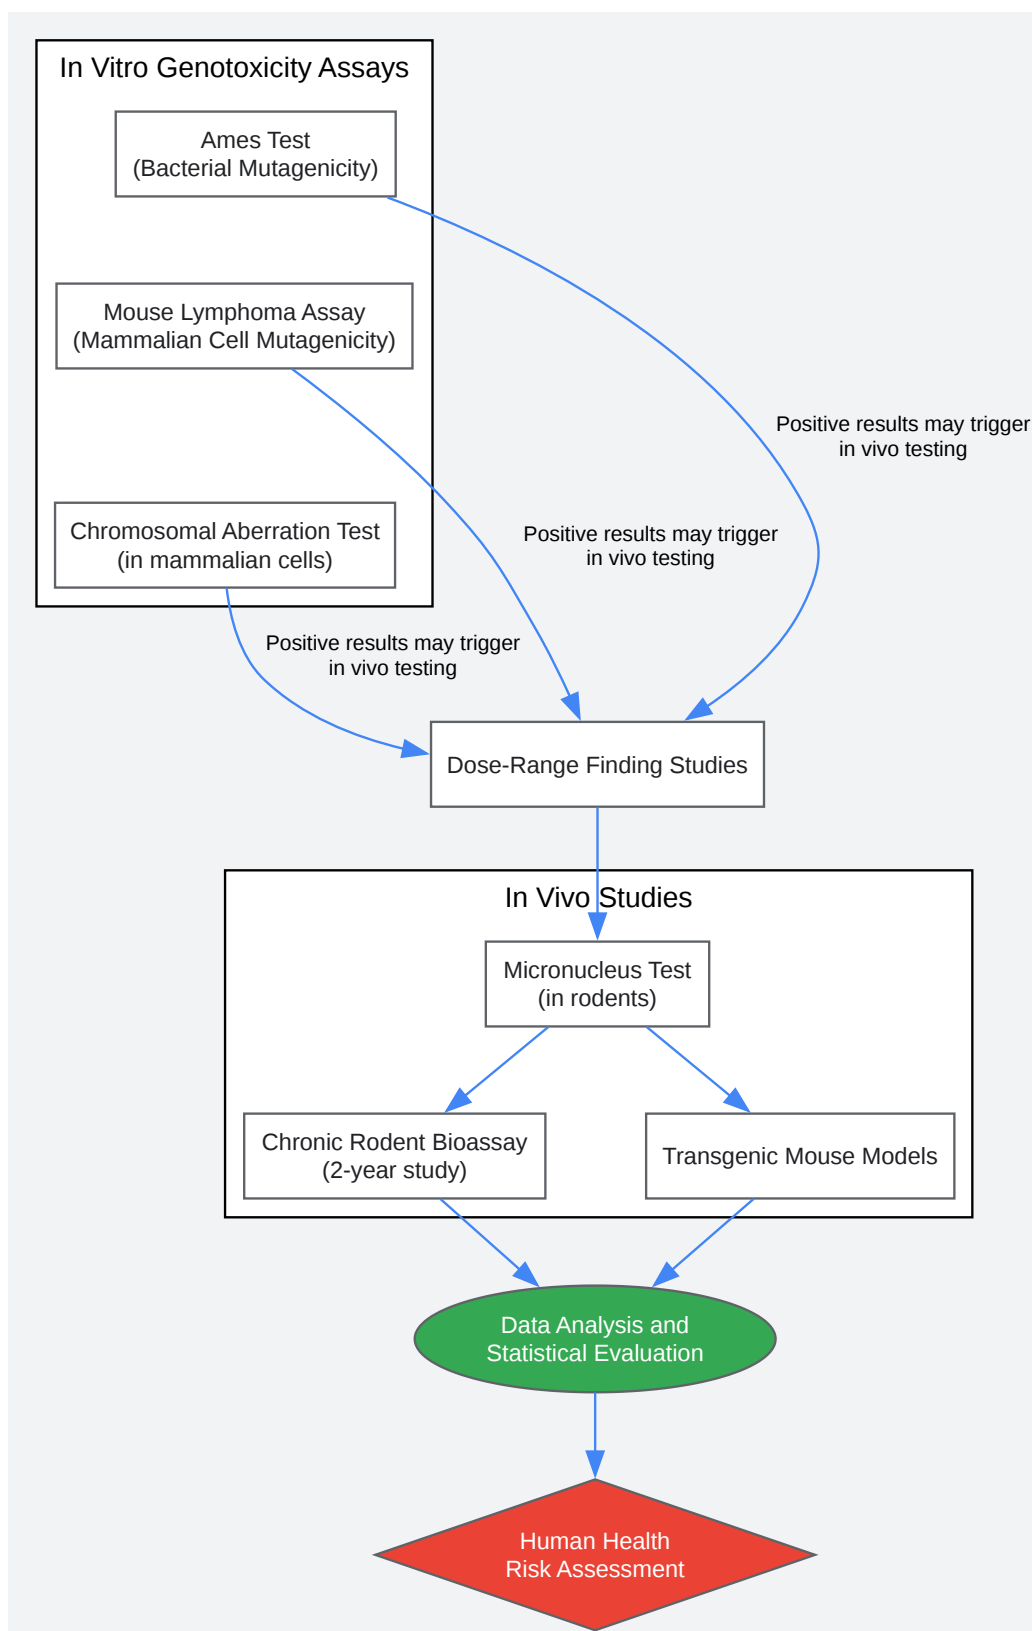 In Vitro Genotoxicity Assays
Ames Test
(Bacterial Mutagenicity)
Mouse Lymphoma Assay
(Mammalian Cell Mutagenicity)
Positive results may trigger
in vivo testing
Chromosomal Aberration Test
(in mammalian cells)
Positive results may trigger
in vivo testing
Positive results may trigger
in vivo testing
Dose-Range Finding Studies
In Vivo Studies
Micronucleus Test
(in rodents)
Chronic Rodent Bioassay
(2-year study)
Transgenic Mouse Models
Data Analysis and
Statistical Evaluation
Human Health
Risk Assessment